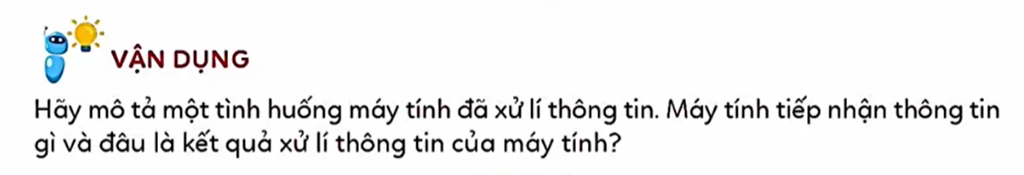 VẬN DỤNG
Hãy mô tả một tình huống máy tính đã xử lí thông tin. Máy tính tiếp nhận thông tin
gì và đâu là kết quả xử lí thông tin của máy tính?